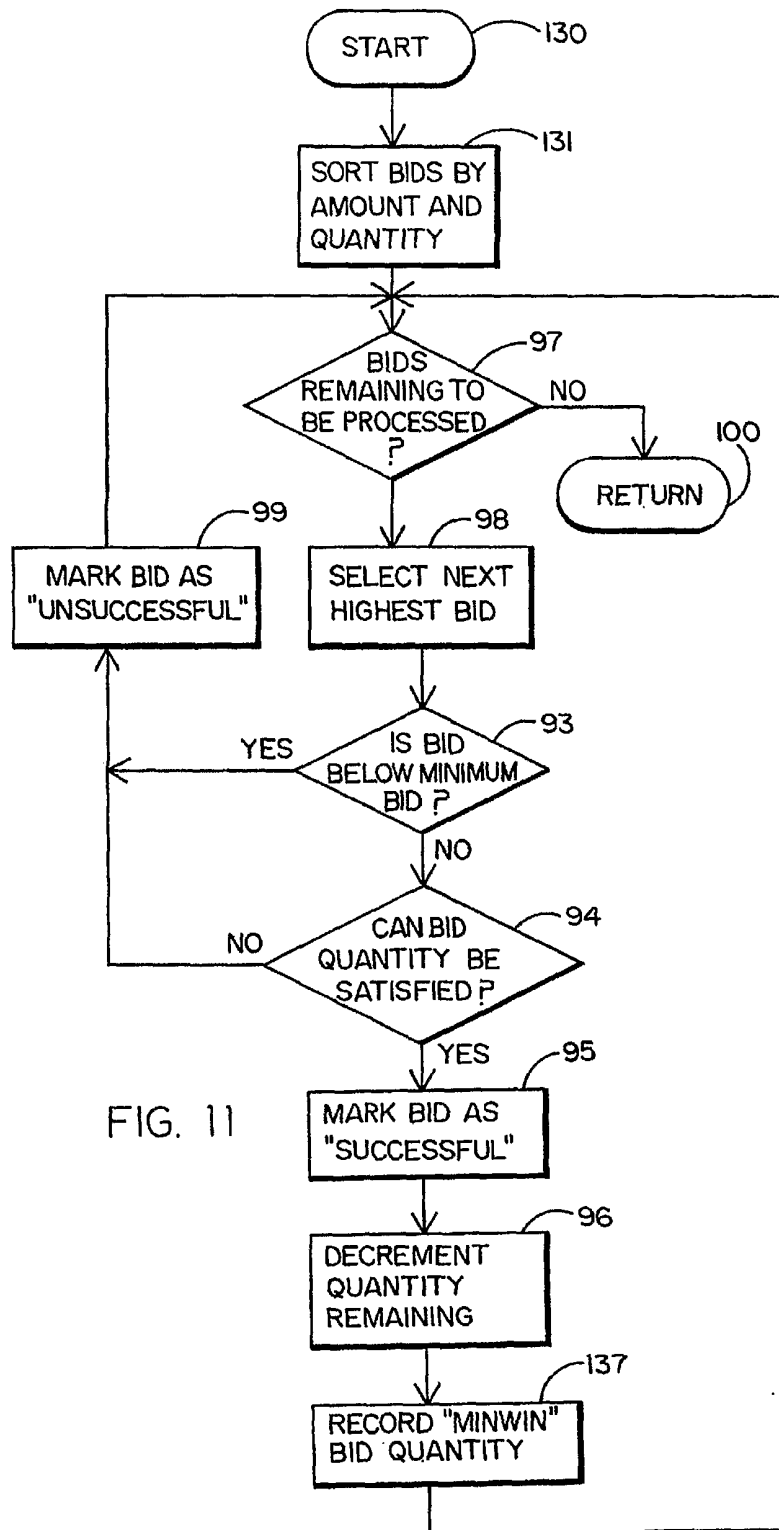 START
130
131
SORT BIDS BY
AMOUNT AND
QUANTITY
97
BIDS
REMAINING TO
BE PROCESSED
?
NO
100
RETURN
99
MARK BID AS
"UNSUCCESSFUL"
98
SELECT NEXT
HIGHEST BID
93
YES
IS BID
BELOW MINIMUM
BID ?
NO
94
NO
CAN BID
QUANTITY BE
SATISFIED ?
YES
95
MARK BID AS
"SUCCESSFUL"
FIG. 11
96
DECREMENT
QUANTITY
REMAINING
137
RECORD "MINWIN"
BID QUANTITY